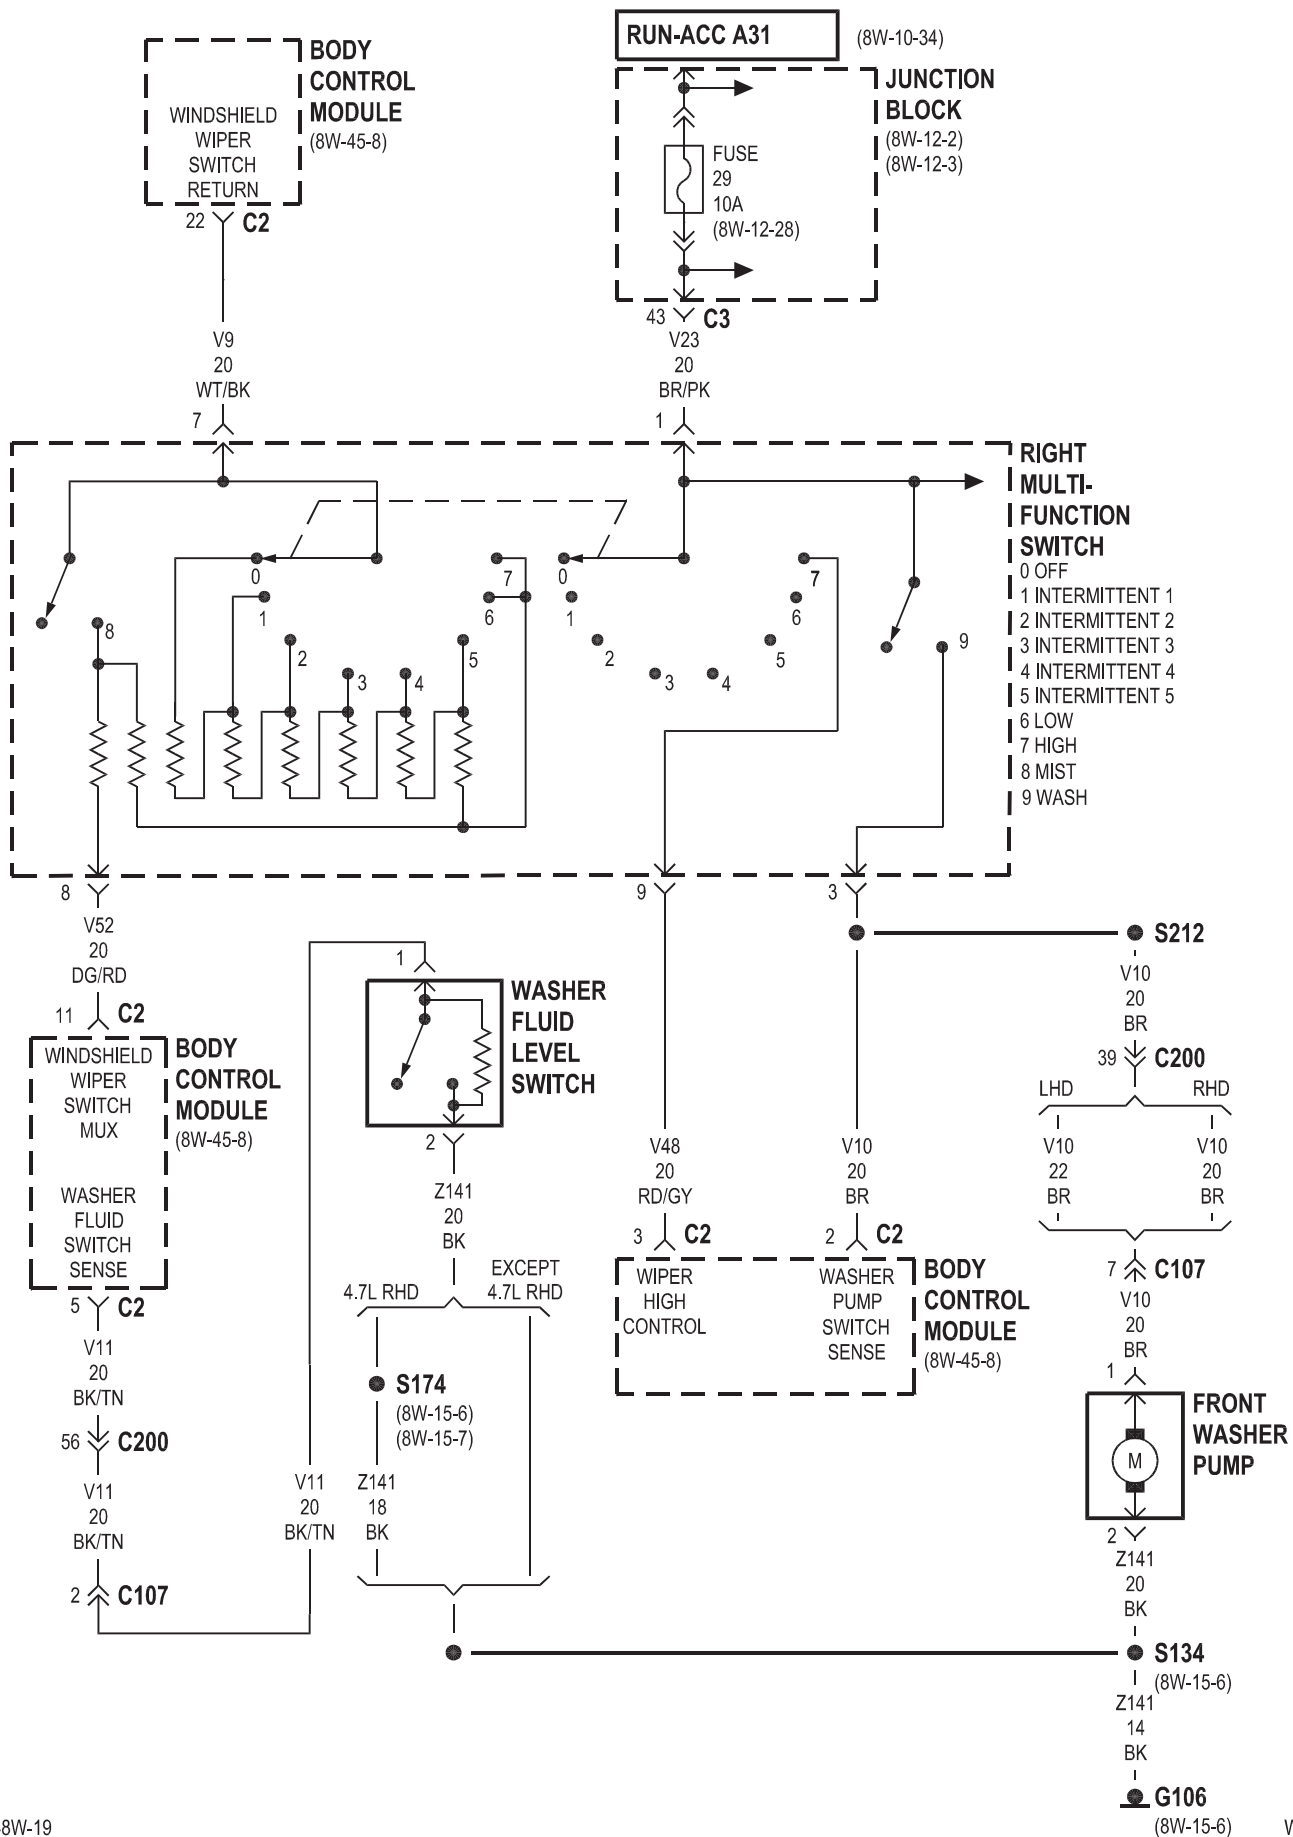 RUN-ACC A31
(8W-10-34)
BODY
CONTROL
MODULE
(8W-45-8)
WINDSHIELD
WIPER
SWITCH
RETURN
22
C2
JUNCTION
BLOCK
(8W-12-2)
(8W-12-3)
FUSE
29
10A
(8W-12-28)
43
C3
V9
20
WT/BK
7
V23
20
BR/PK
1
RIGHT
MULTI-
FUNCTION
SWITCH
0 OFF
1 INTERMITTENT 1
2 INTERMITTENT 2
3 INTERMITTENT 3
4 INTERMITTENT 4
5 INTERMITTENT 5
6 LOW
7 HIGH
8 MIST
9 WASH
8
0
1
2
3
4
5
6
7
0
1
2
3
4
5
6
7
9
8
V52
20
DG/RD
11
C2
9
3
S212
V10
20
BR
39
C200
LHD
RHD
V10
22
BR
V10
20
BR
7
C107
V10
20
BR
1
FRONT
WASHER
PUMP
M
2
Z141
20
BK
S134
(8W-15-6)
Z141
14
BK
G106
(8W-15-6)
1
WASHER
FLUID
LEVEL
SWITCH
2
Z141
20
BK
4.7L RHD
EXCEPT
4.7L RHD
S174
(8W-15-6)
(8W-15-7)
Z141
18
BK
V48
20
RD/GY
3
C2
V10
20
BR
2
C2
WIPER
HIGH
CONTROL
WASHER
PUMP
SWITCH
SENSE
BODY
CONTROL
MODULE
(8W-45-8)
WINDSHIELD
WIPER
SWITCH
MUX
WASHER
FLUID
SWITCH
SENSE
BODY
CONTROL
MODULE
(8W-45-8)
5
C2
V11
20
BK/TN
56
C200
V11
20
BK/TN
2
C107
V11
20
BK/TN
8W-19